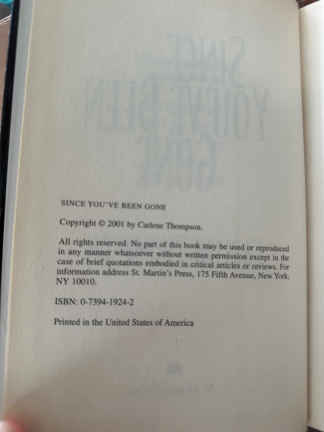 SINCE YOU'VE BEEN GONE
Copyright © 2001 by Carlene Thompson.
All rights reserved. No part of this book may be used or reproduced
in any manner whatsoever without written permission except in the
case of brief quotations embodied in critical articles or reviews. For
information address St. Martin's Press, 175 Fifth Avenue, New York,
NY 10010.
ISBN: 0-7394-1924-2
Printed in the United States of America